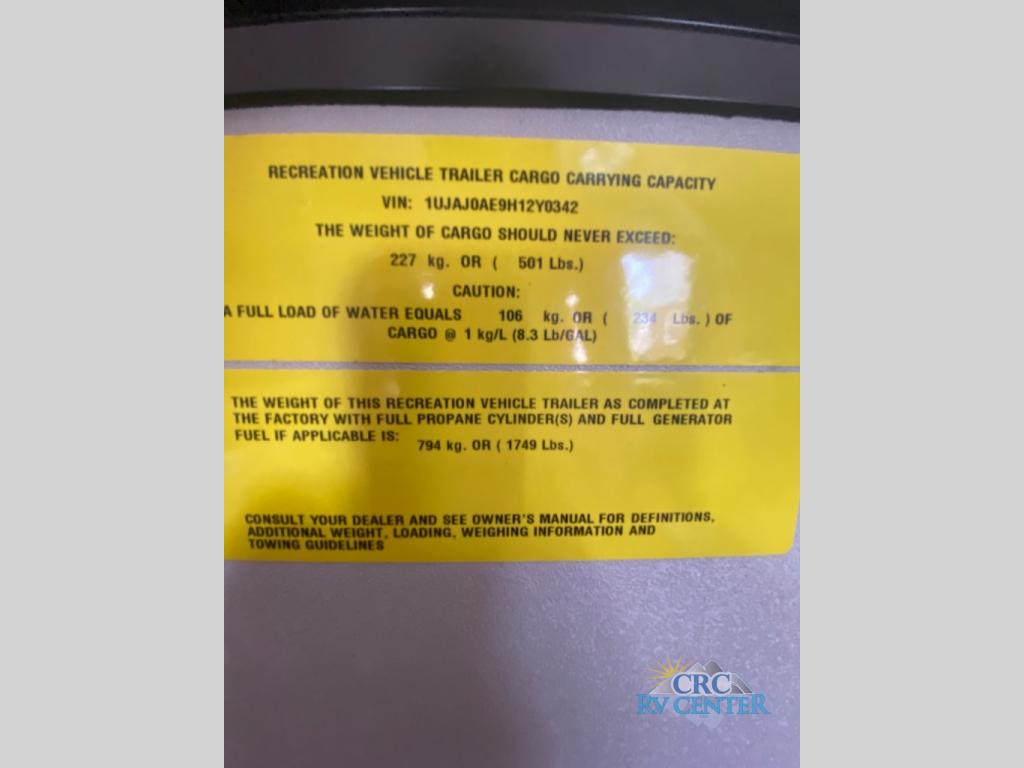 RECREATION VEHICLE TRAILER CARGO CARRYING CAPACITY
VIN: 1UJAJ0AE9H12Y0342
THE WEIGHT OF CARGO SHOULD NEVER EXCEED:
227 kg. OR ( 501 Lbs.)
CAUTION:
A FULL LOAD OF WATER EQUALS 106 kg. OR ( 234 Lbs. ) OF
CARGO @ 1 kg/L (8.3 Lb/GAL)
THE WEIGHT OF THIS RECREATION VEHICLE TRAILER AS COMPLETED AT
THE FACTORY WITH FULL PROPANE CYLINDER(S) AND FULL GENERATOR
FUEL IF APPLICABLE IS: 794 kg. OR ( 1749 Lbs.)
CONSULT YOUR DEALER AND SEE OWNER'S MANUAL FOR DEFINITIONS,
ADDITIONAL WEIGHT, LOADING, WEIGHING INFORMATION AND
TOWING GUIDELINES
CRC
RV CENTER